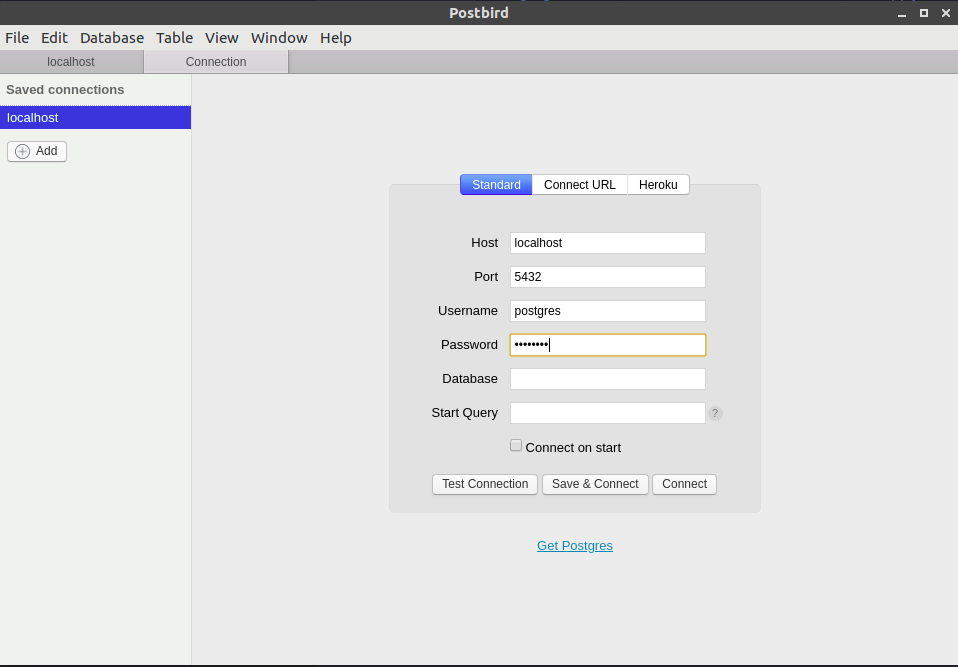 Postbird
File Edit Database Table View Window Help
localhost Connection
Saved connections
localhost
Add
Standard Connect URL Heroku
Host localhost
Port 5432
Username postgres
Password ••••••••
Database
Start Query ?
Connect on start
Test Connection Save & Connect Connect
Get Postgres